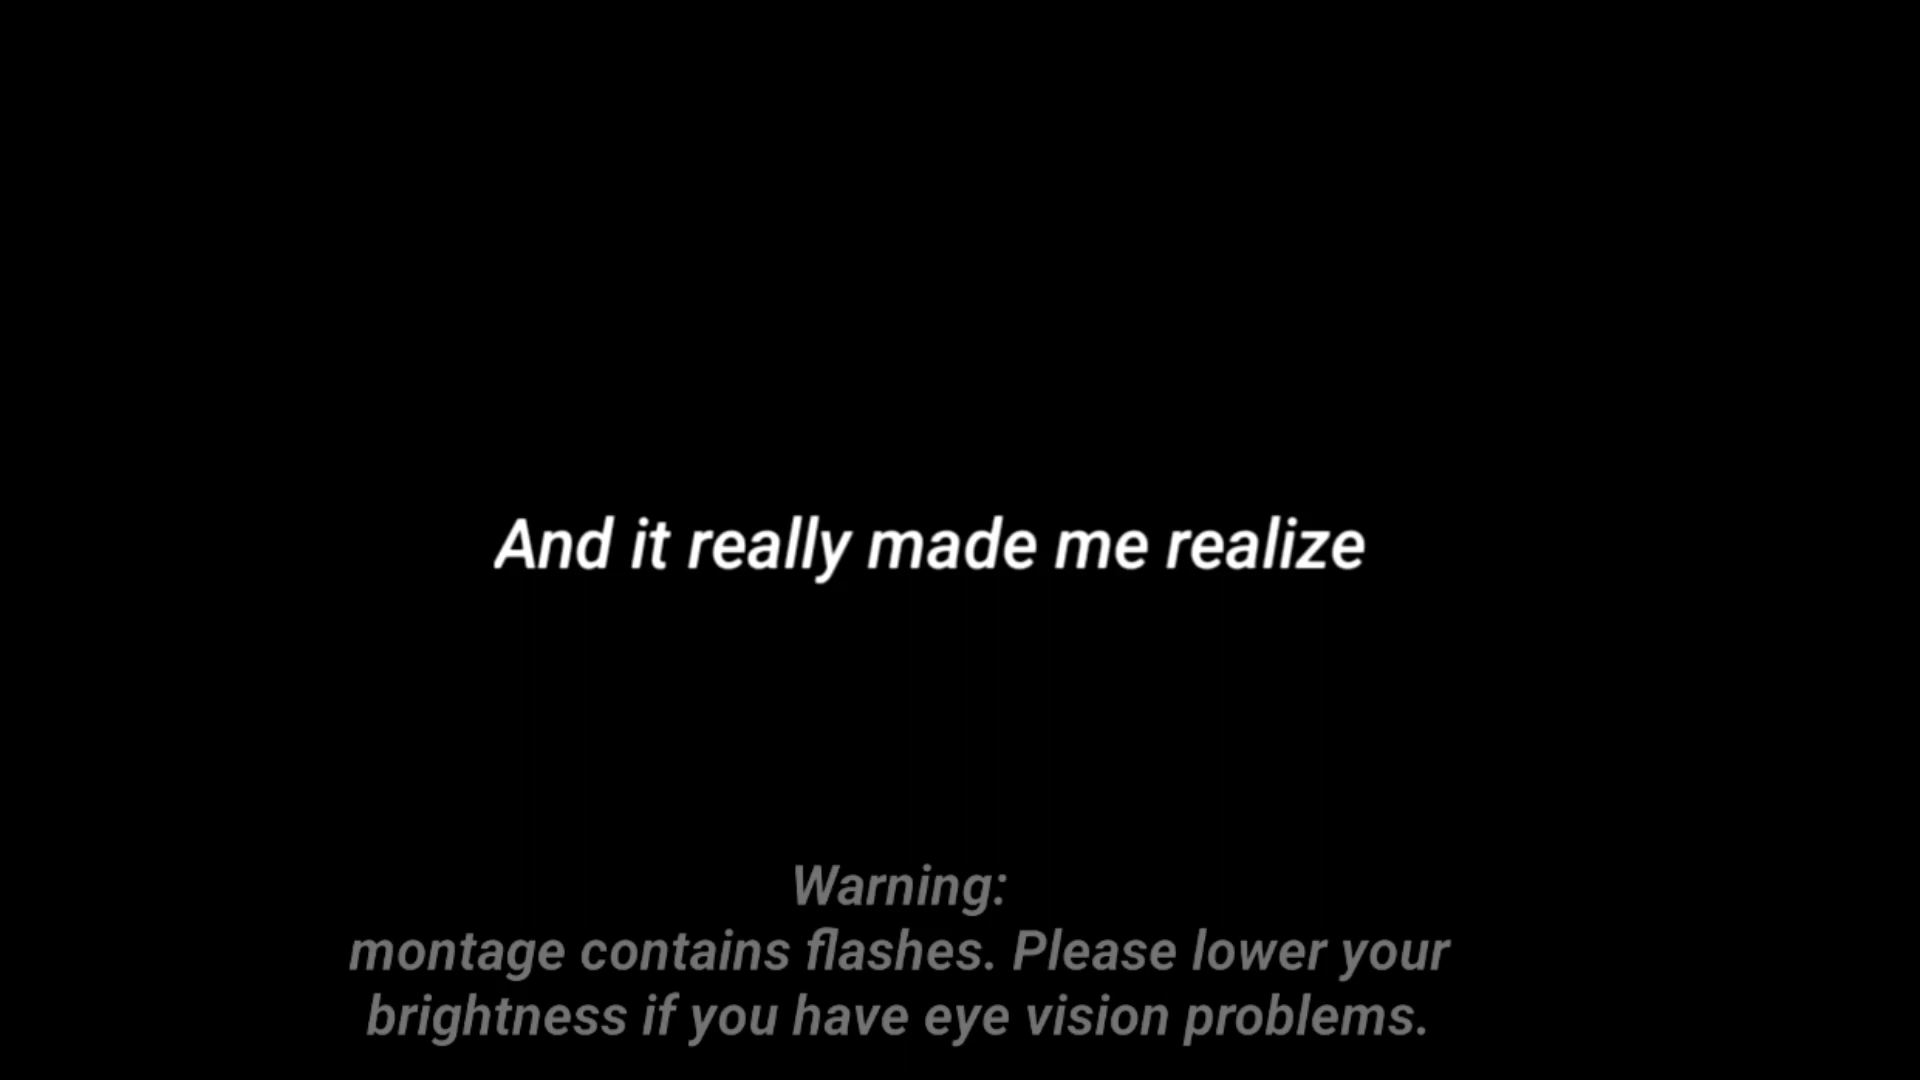 And it really made me realize
Warning:
montage contains flashes. Please lower your
brightness if you have eye vision problems.